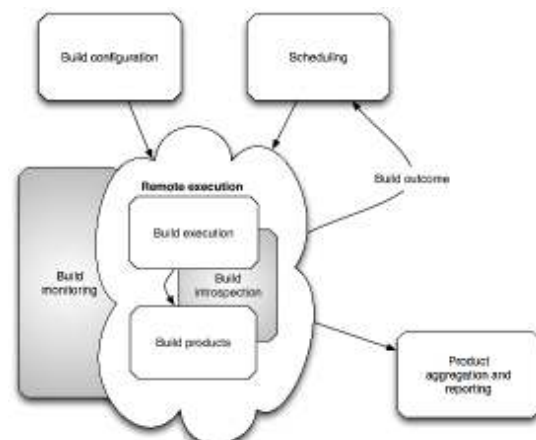 Build configuration
Scheduling
Build outcome
Remote execution
Build execution
Build
monitoring
Build
introspection
Build products
Product
aggregation and
reporting